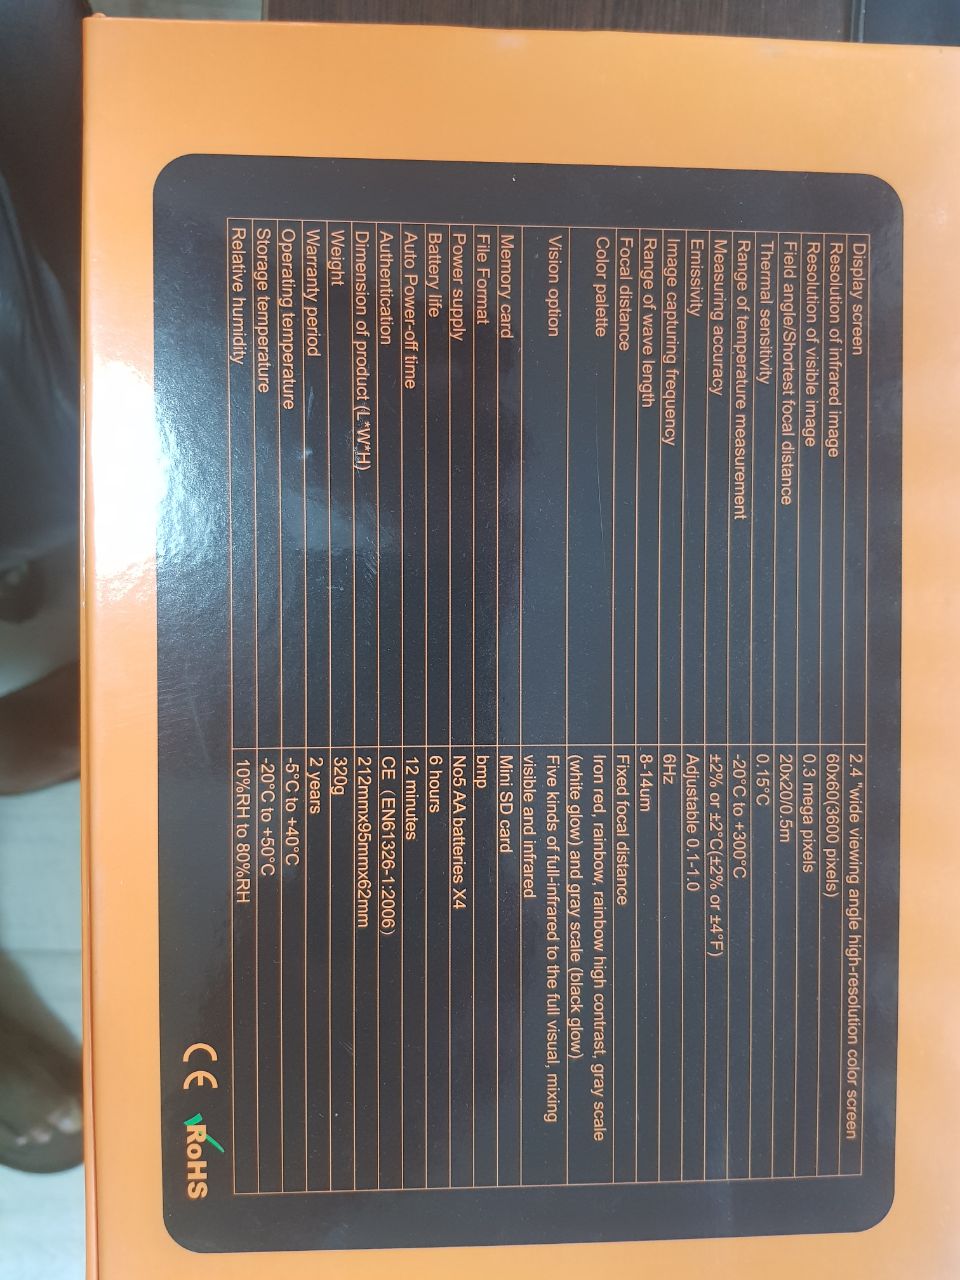 Display screen 2.4"wide viewing angle high-resolution color screen
Resolution of infrared image 60x60(3600 pixels)
Resolution of visible image 0.3 mega pixels
Field angle/Shortest focal distance 20x20/0.5m
Thermal sensitivity 0.15°C
Range of temperature measurement -20°C to +300°C
Measuring accuracy ±2% or ±2°C(±2% or ±4°F)
Emissivity Adjustable 0.1-1.0
Image capturing frequency 6Hz
Range of wave length 8-14um
Focal distance Fixed focal distance
Color palette Iron red, rainbow, rainbow high contrast, gray scale
(white glow) and gray scale (black glow)
Vision option Five kinds of full-infrared to the full visual, mixing
visible and infrared
Memory card Mini SD card
File Format bmp
Power supply No5 AA batteries X4
Battery life 6 hours
Auto Power-off time 12 minutes
Authentication CE（EN61326-1:2006）
Dimension of product (L*W*H) 212mmx95mmx62mm
Weight 320g
Warranty period 2 years
Operating temperature -5°C to +40°C
Storage temperature -20°C to +50°C
Relative humidity 10%RH to 80%RH
CE RoHS